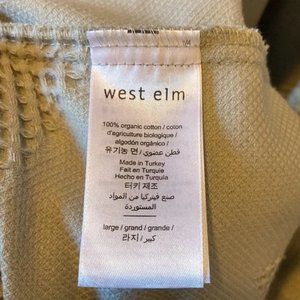 west elm
100% organic cotton / coton
d'agriculture biologique /
algodón orgánico /
유기농 면 / قطن عضوي
Made in Turkey
Fait en Turquie
Hecho en Turquía
터키 제조
صنع فيتركيا من المواد
المستوردة
large / grand / grande /
라지 / كبير